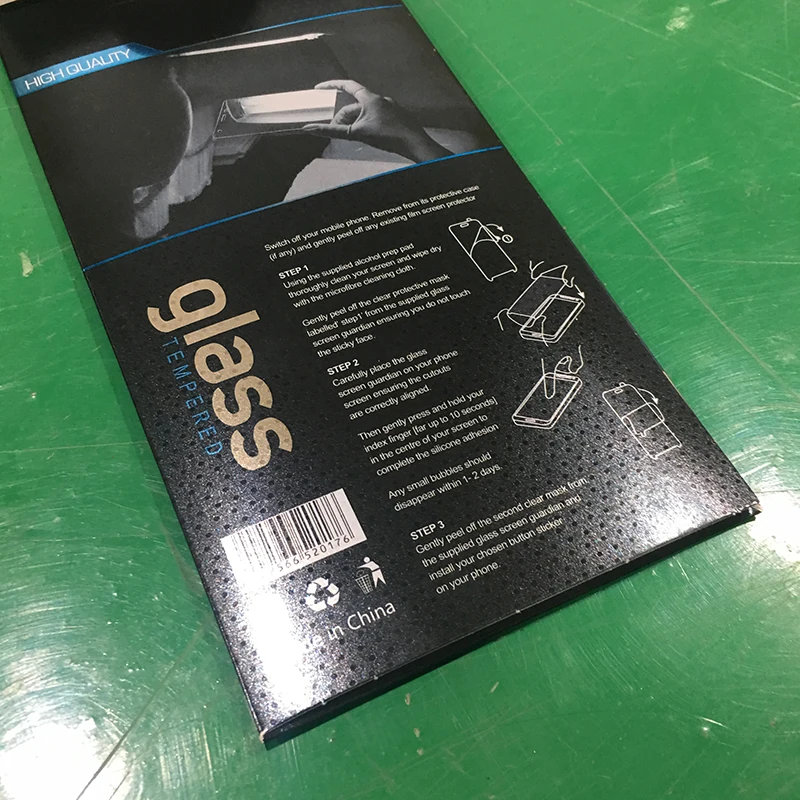 HIGH QUALITY
Switch off your mobile phone. Remove from its protective case
(if any) and gently peel off any existing film screen protector
STEP 1
Using the supplied alcohol prep pad
thoroughly clean your screen and wipe dry
with the microfibre cleaning cloth.
Gently peel off the clear protective mask
labelled 'step1' from the supplied glass
screen guardian ensuring you do not touch
the sticky face.
STEP 2
Carefully place the glass
screen guardian on your phone
screen ensuring the cutouts
are correctly aligned.
Then gently press and hold your
index finger [far up to 10 seconds]
in the centre of your screen to
complete the silicone adhesion
Any small bubbies should
disappear within 1- 2 days.
STEP 3
Gently peel off the second clear mask from
the supplied glass screen guardian and
install your chosen button sticker
on your phone.
glass
TEMPERED
520176
in China